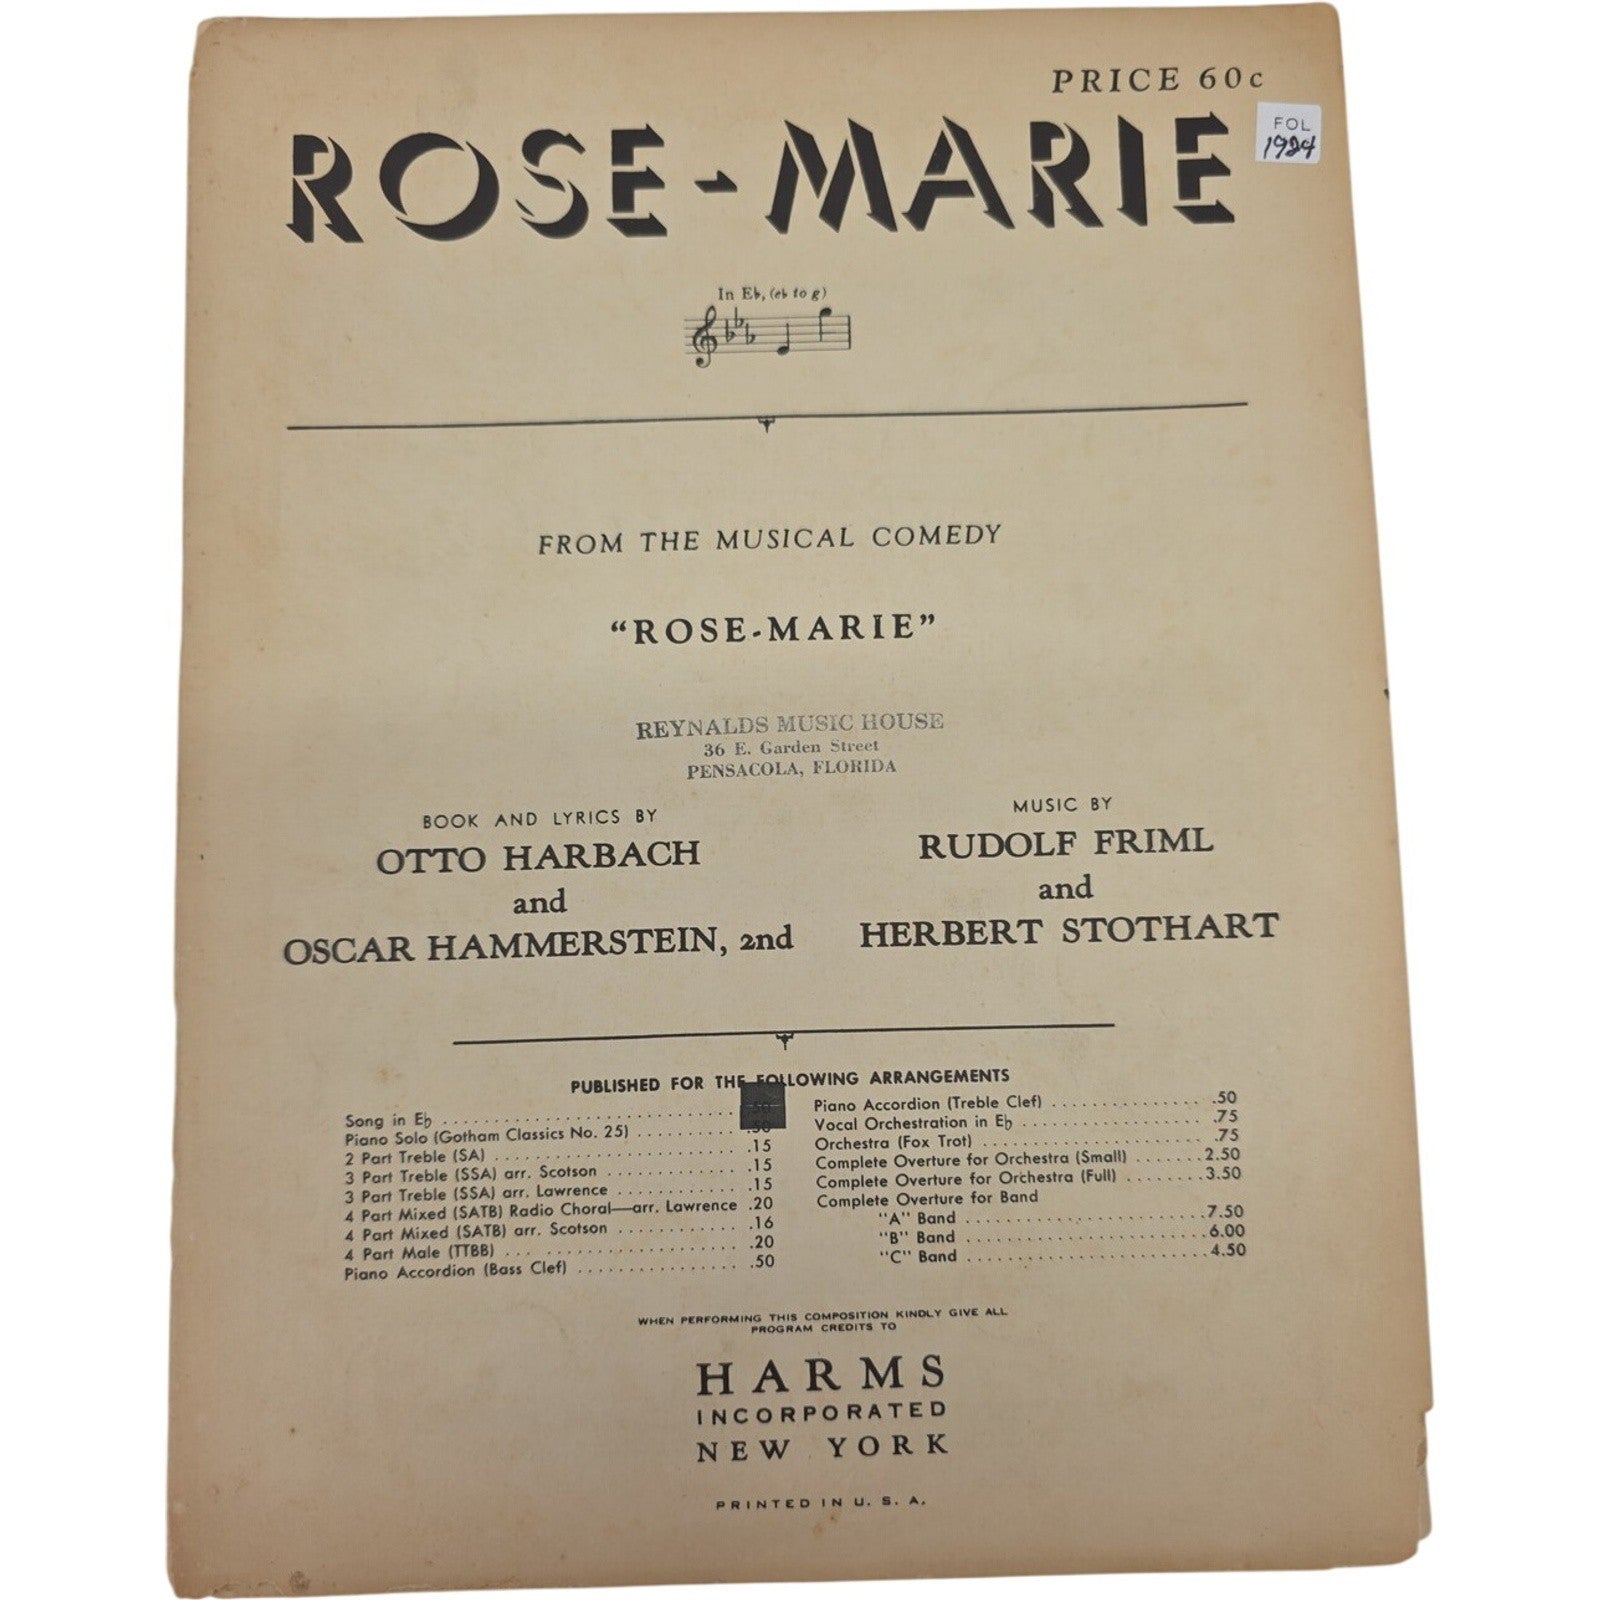 PRICE 60c
FOL
1924
ROSE-MARIE
In E♭, (e♭ to g)
FROM THE MUSICAL COMEDY
"ROSE-MARIE"
REYNALDS MUSIC HOUSE
36 E. Garden Street
PENSACOLA, FLORIDA
BOOK AND LYRICS BY
OTTO HARBACH
and
OSCAR HAMMERSTEIN, 2nd
MUSIC BY
RUDOLF FRIML
and
HERBERT STOTHART
PUBLISHED FOR THE FOLLOWING ARRANGEMENTS
Song in E♭ . . . . . . . . . . . . . . . . . . . . . . . . . . . . . .50
Piano Solo (Gotham Classics No. 25) . . . . . . . . . . .50
2 Part Treble (SA) . . . . . . . . . . . . . . . . . . . . . . . . .15
3 Part Treble (SSA) arr. Scotson . . . . . . . . . . . . . .15
3 Part Treble (SSA) arr. Lawrence . . . . . . . . . . . . .15
4 Part Mixed (SATB) Radio Choral—arr. Lawrence .20
4 Part Mixed (SATB) arr. Scotson . . . . . . . . . . . . .16
4 Part Male (TTBB) . . . . . . . . . . . . . . . . . . . . . .20
Piano Accordion (Bass Clef) . . . . . . . . . . . . . . . .50
Piano Accordion (Treble Clef) . . . . . . . . . . . . . . .50
Vocal Orchestration in E♭ . . . . . . . . . . . . . . . . . .75
Orchestra (Fox Trot) . . . . . . . . . . . . . . . . . . . . .75
Complete Overture for Orchestra (Small) . . . . . . . 2.50
Complete Overture for Orchestra (Full) . . . . . . . . 3.50
Complete Overture for Band
"A" Band . . . . . . . . . . . . . . . . . . . . . . . 7.50
"B" Band . . . . . . . . . . . . . . . . . . . . . . . 6.00
"C" Band . . . . . . . . . . . . . . . . . . . . . . . 4.50
WHEN PERFORMING THIS COMPOSITION KINDLY GIVE ALL
PROGRAM CREDITS TO
HARMS
INCORPORATED
NEW YORK
PRINTED IN U. S. A.